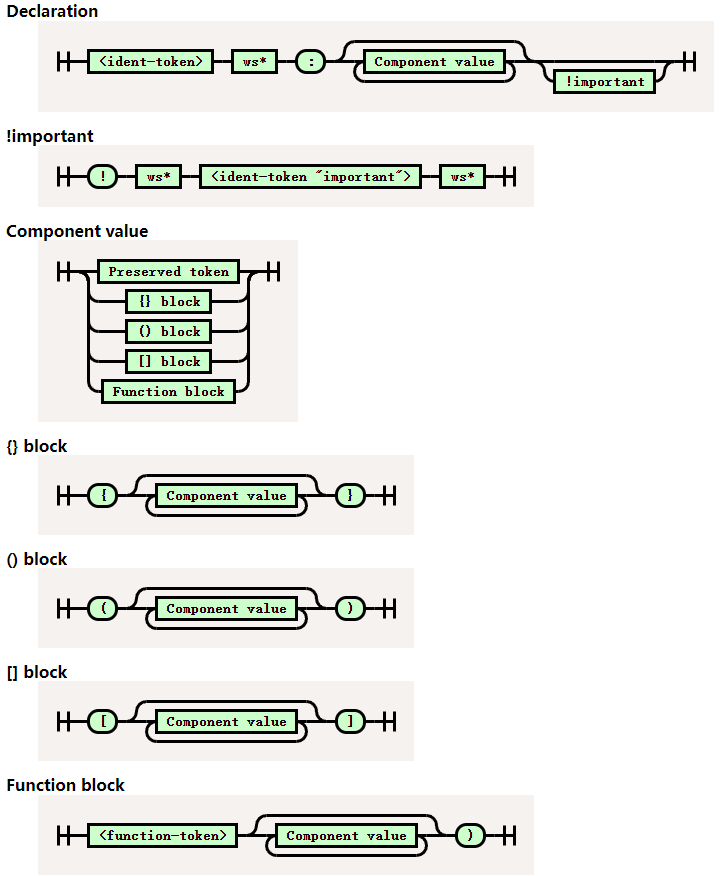 Declaration
<ident-token> ws* : Component value
!important
!important
! ws* <ident-token "important"> ws*
Component value
Preserved token
{} block
() block
[] block
Function block
{} block
{ Component value }
() block
( Component value )
[] block
[ Component value ]
Function block
<function-token> Component value )